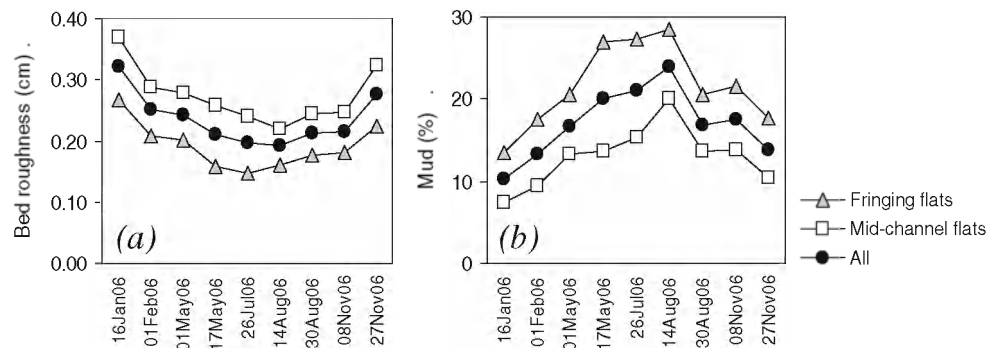 0.40
0.30
0.20
0.10
0.00
Bed roughness (cm) .
(a)
16Jan06
01Feb06
01May06
17May06
26Jul06
14Aug06
30Aug06
08Nov06
27Nov06
30
20
10
0
Mud (%) .
(b)
16Jan06
01Feb06
01May06
17May06
26Jul06
14Aug06
30Aug06
08Nov06
27Nov06
Fringing flats
Mid-channel flats
All